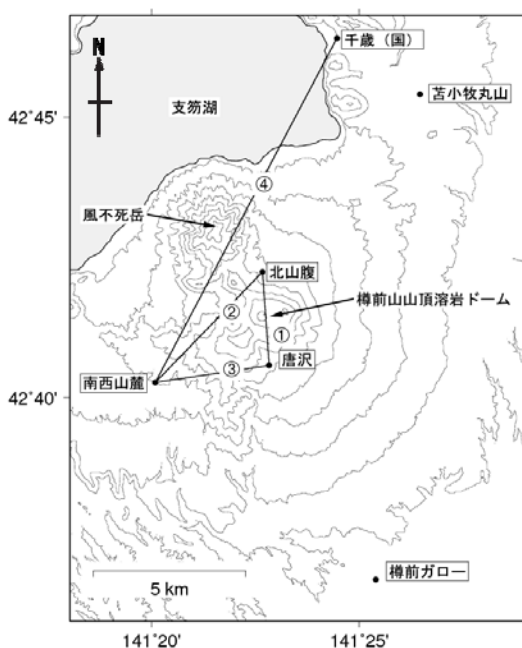 N
千歳（国）
苫小牧丸山
42°45'
支笏湖
④
風不死岳
北山腹
樽前山山頂溶岩ドーム
②
①
唐沢
南西山麓
③
42°40'
樽前ガロー
5 km
141°20'
141°25'